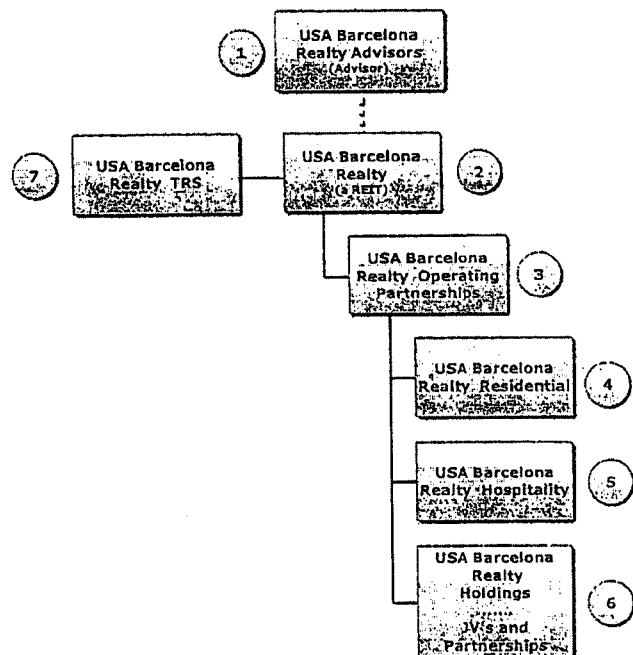 1
USA Barcelona
Realty Advisors
(Advisor)
7
USA Barcelona
Realty TRS
USA Barcelona
Realty
(a REIT)
2
USA Barcelona
Realty Operating
Partnerships
3
USA Barcelona
Realty Residential
4
USA Barcelona
Realty Hospitality
5
USA Barcelona
Realty
Holdings
.......
JV's and
Partnerships
6